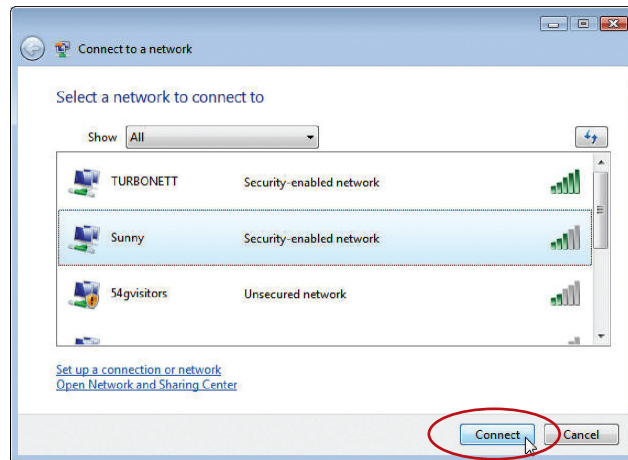 Connect to a network
Select a network to connect to
Show All
TURBONETT Security-enabled network
Sunny Security-enabled network
54gvisitors Unsecured network
Set up a connection or network
Open Network and Sharing Center
Connect Cancel